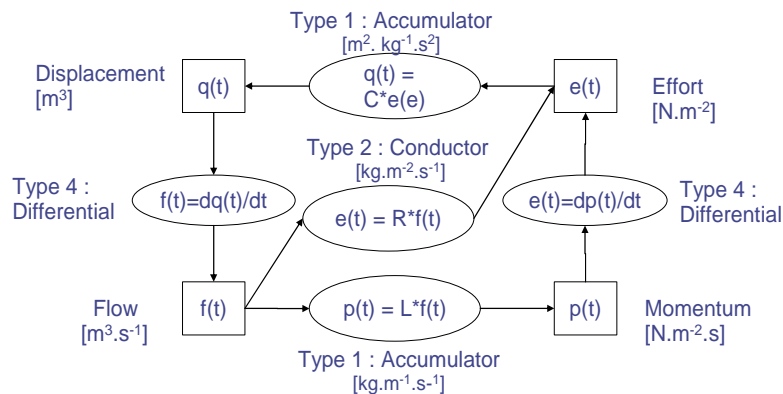 Type 1 : Accumulator
[m². kg⁻¹.s²]
Displacement
[m³]
q(t)
q(t) =
C*e(e)
e(t)
Effort
[N.m⁻²]
Type 2 : Conductor
[kg.m⁻².s⁻¹]
Type 4 :
Differential
f(t)=dq(t)/dt
e(t) = R*f(t)
e(t)=dp(t)/dt
Type 4 :
Differential
Flow
[m³.s⁻¹]
f(t)
p(t) = L*f(t)
p(t)
Momentum
[N.m⁻².s]
Type 1 : Accumulator
[kg.m⁻¹.s-¹]